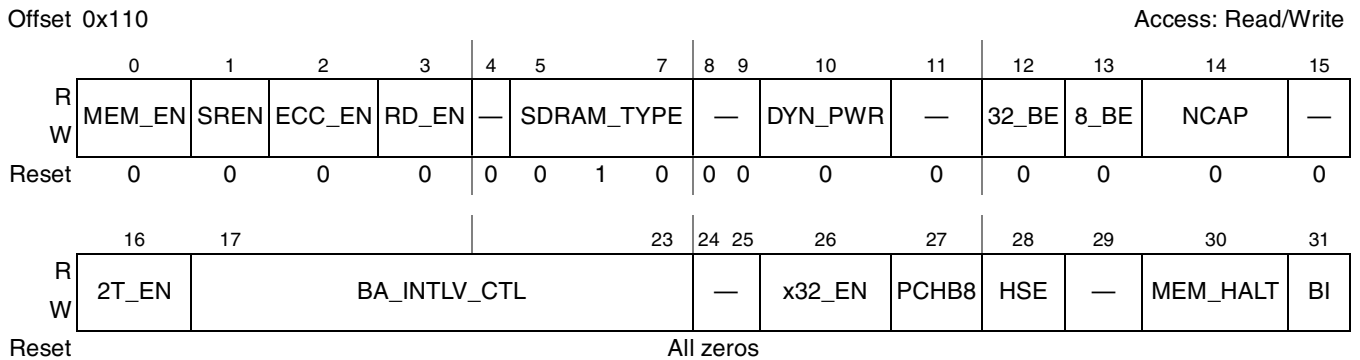 Offset 0x110 Access: Read/Write
0 1 2 3 4 5 7 8 9 10 11 12 13 14 15
R
W
MEM_EN SREN ECC_EN RD_EN — SDRAM_TYPE — DYN_PWR — 32_BE 8_BE NCAP —
Reset 0 0 0 0 0 0 1 0 0 0 0 0 0 0 0 0
16 17 23 24 25 26 27 28 29 30 31
R
W
2T_EN BA_INTLV_CTL — x32_EN PCHB8 HSE — MEM_HALT BI
Reset All zeros